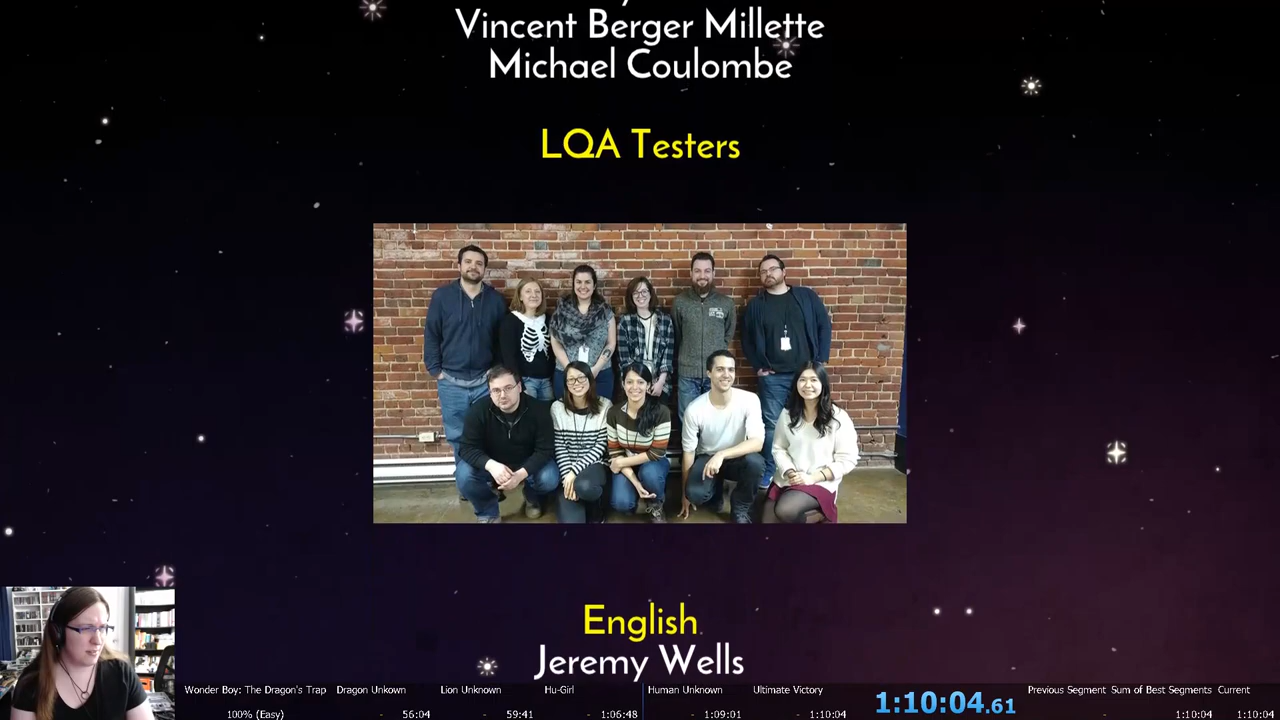 Vincent Berger Millette
Michael Coulombe
LQA Testers
English
Jeremy Wells
Wonder Boy: The Dragon's Trap Dragon Unkown Lion Unknown Hu-Girl Human Unknown Ultimate Victory 1:10:04.61 Previous Segment Sum of Best Segments Current
100% (Easy) - 56:04 - 59:41 - 1:06:48 - 1:09:01 - 1:10:04 1:10:04 1:10:04